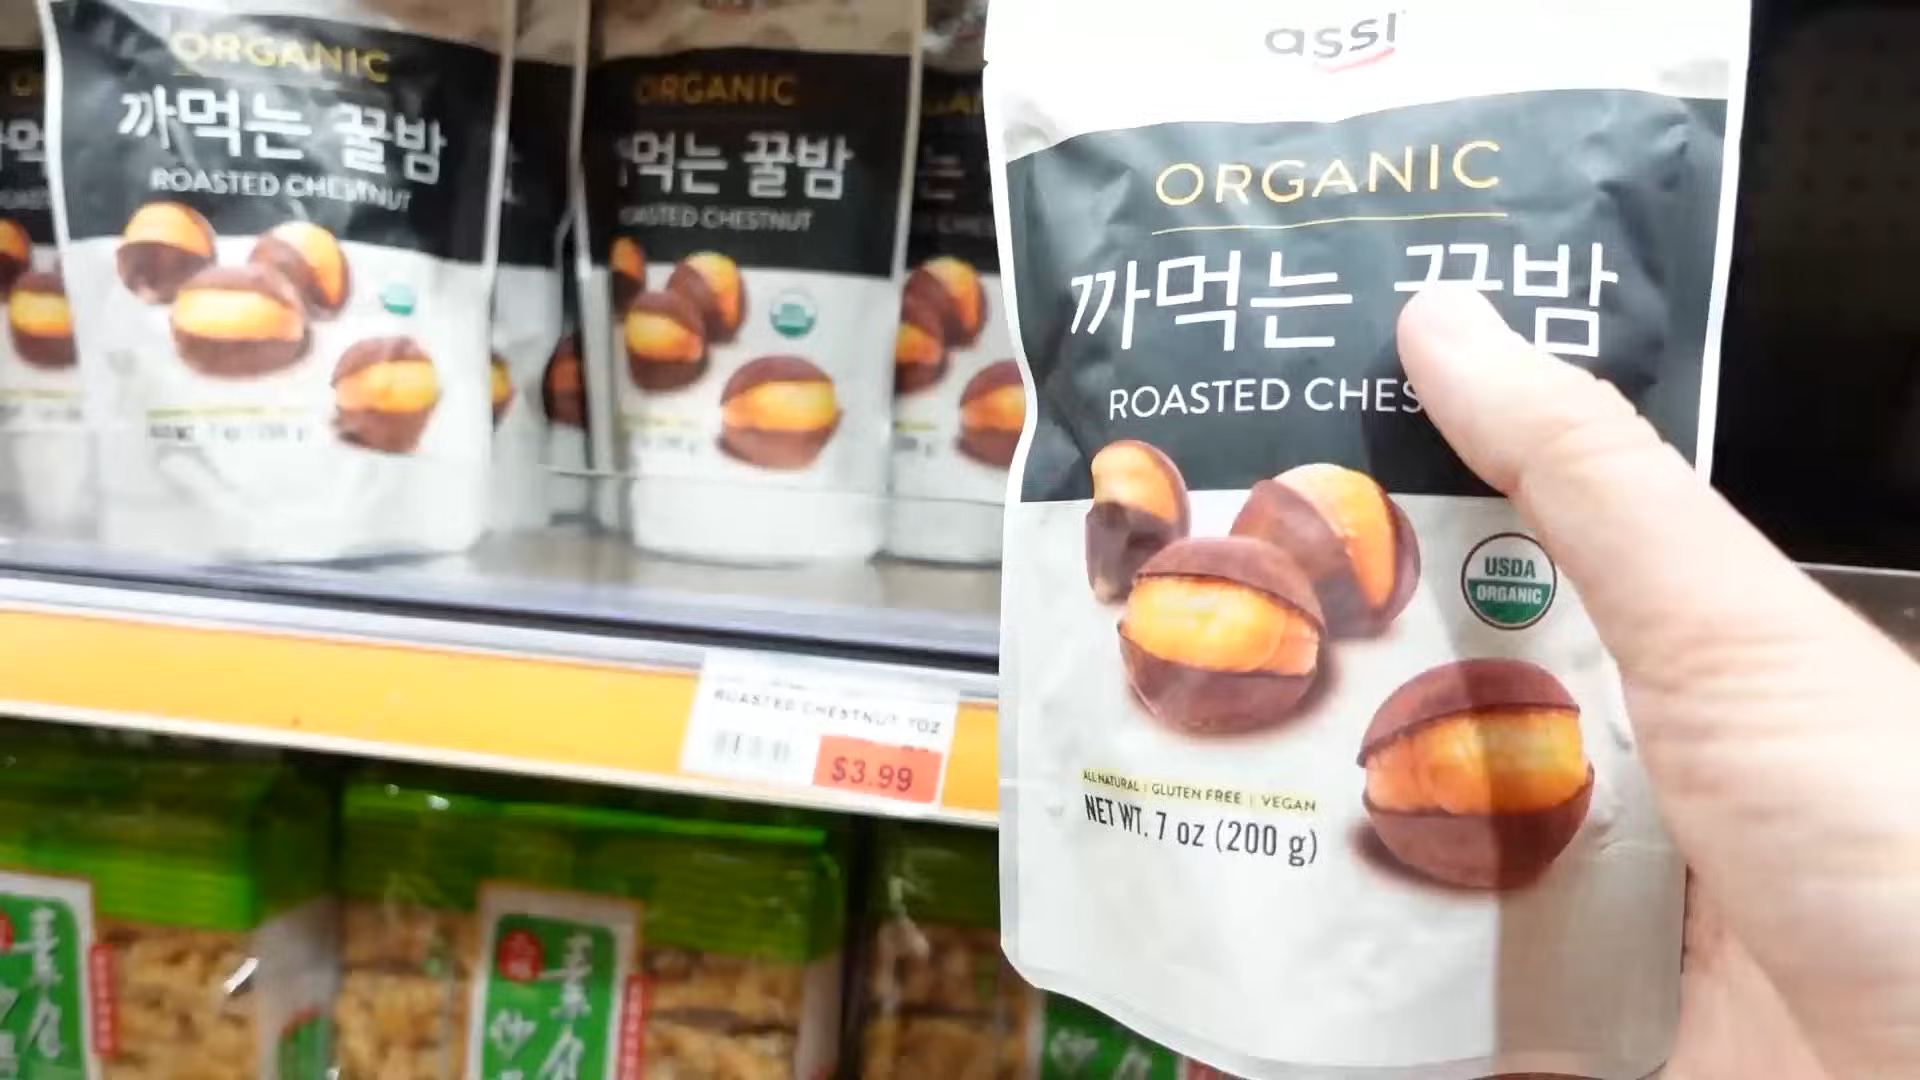 ORGANIC
까먹는 꿀밤
ROASTED CHESTNUT
ORGANIC
먹는 꿀밤
ROASTED CHESTNUT
assi
ORGANIC
까먹는 꿀밤
ROASTED CHES
USDA
ORGANIC
ALL NATURAL | GLUTEN FREE | VEGAN
NET WT. 7 oz (200 g)
ROASTED CHESTNUT 7OZ
$3.99